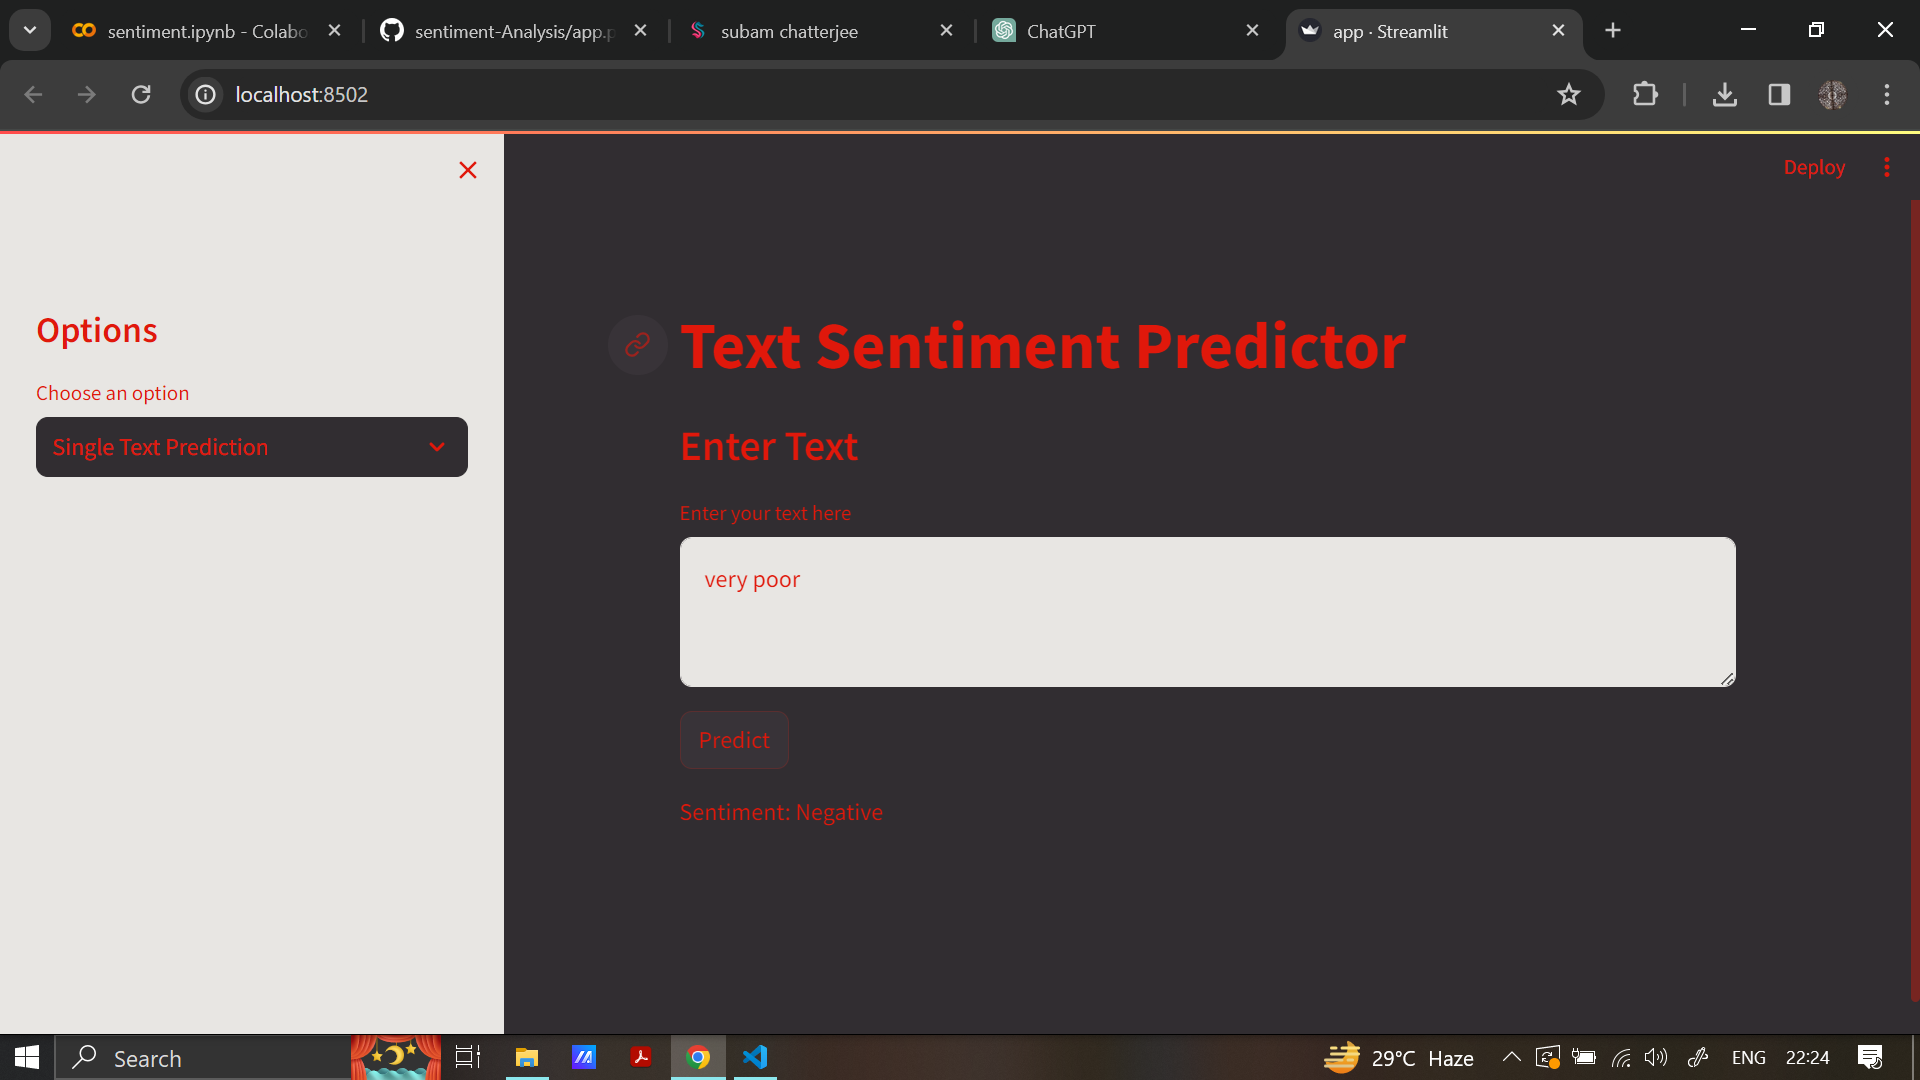 sentiment.ipynb - Colabo
sentiment-Analysis/app.p
subam chatterjee
ChatGPT
app · Streamlit
localhost:8502
Deploy
Options
Choose an option
Single Text Prediction
Text Sentiment Predictor
Enter Text
Enter your text here
very poor
Predict
Sentiment: Negative
Search
29°C Haze
ENG
22:24